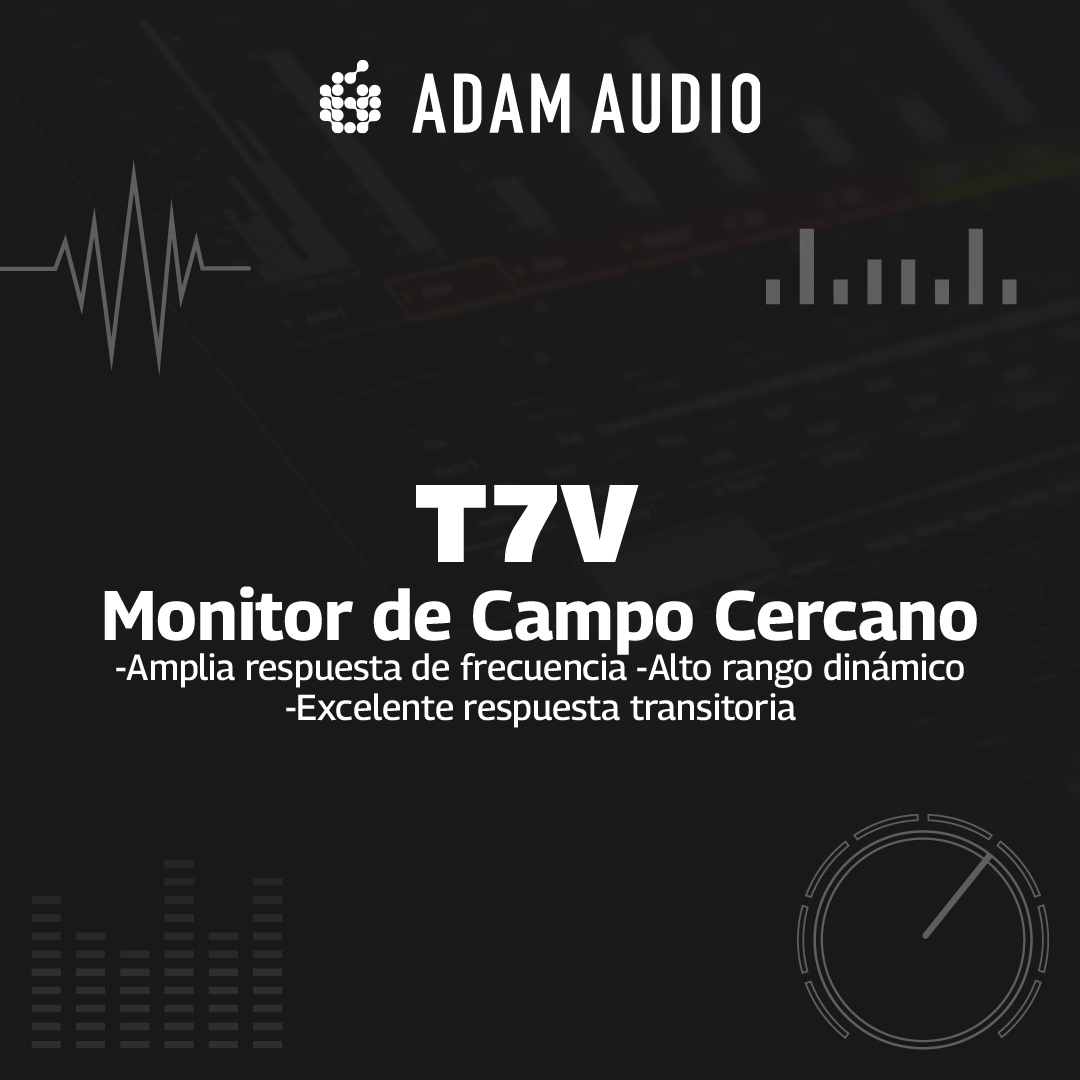 ADAM AUDIO
T7V
Monitor de Campo Cercano
-Amplia respuesta de frecuencia -Alto rango dinámico
-Excelente respuesta transitoria